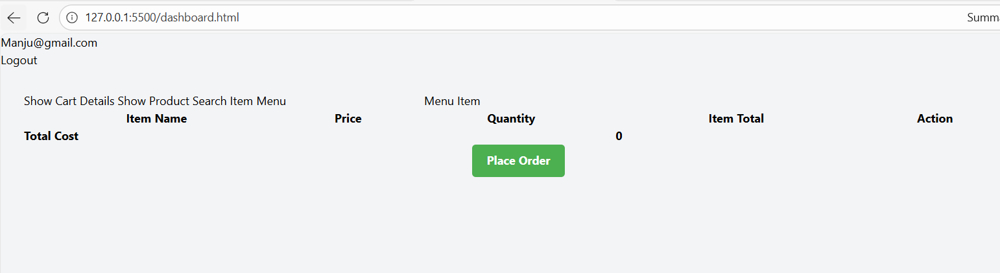 127.0.0.1:5500/dashboard.html Summa
Manju@gmail.com
Logout
Show Cart Details Show Product Search Item Menu Menu Item
Item Name Price Quantity Item Total Action
Total Cost 0
Place Order